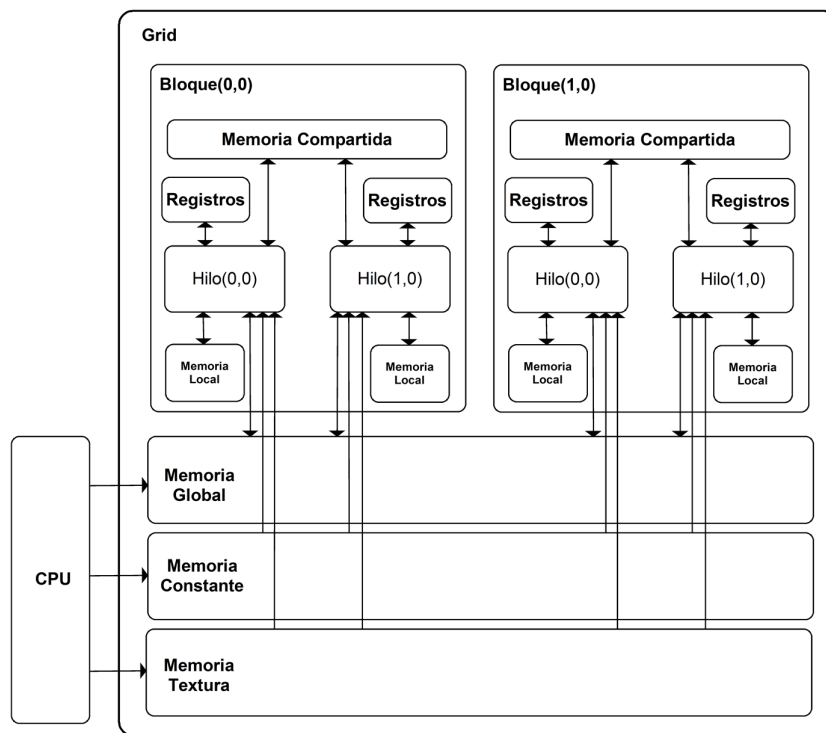 Grid
Bloque(0,0)
Memoria Compartida
Registros
Registros
Hilo(0,0)
Hilo(1,0)
Memoria
Local
Memoria
Local
Bloque(1,0)
Memoria Compartida
Registros
Registros
Hilo(0,0)
Hilo(1,0)
Memoria
Local
Memoria
Local
CPU
Memoria
Global
Memoria
Constante
Memoria
Textura